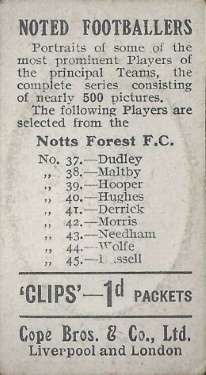 NOTED FOOTBALLERS
Portraits of some of the
most prominent Players of
the principal Teams, the
complete series consisting
of nearly 500 pictures.
The following Players are
selected from the
Notts Forest F.C.
No. 37.—Dudley
„ 38.—Maltby
„ 39.—Hooper
„ 40.—Hughes
„ 41.—Derrick
„ 42.—Morris
„ 43.—Needham
„ 44.—Wolfe
„ 45.—
'CLIPS'—1d PACKETS
Cope Bros. & Co., Ltd.
Liverpool and London